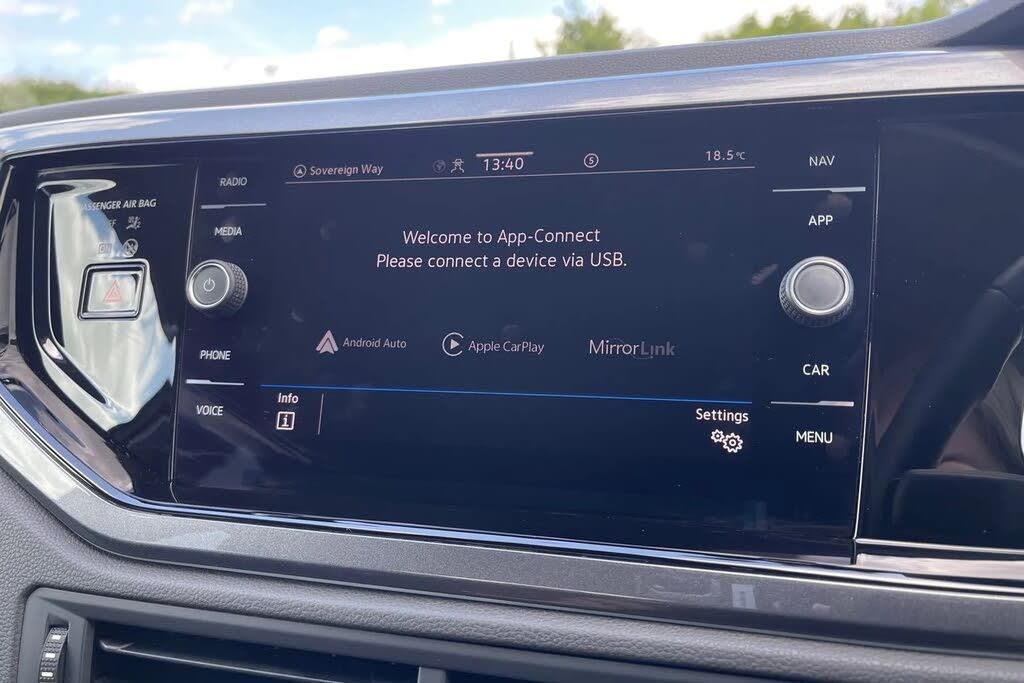 PASSENGER AIR BAG
RADIO
MEDIA
PHONE
VOICE
Sovereign Way
13:40
5
18.5°C
Welcome to App-Connect
Please connect a device via USB.
Android Auto
Apple CarPlay
MirrorLink
Info
i
Settings
NAV
APP
CAR
MENU